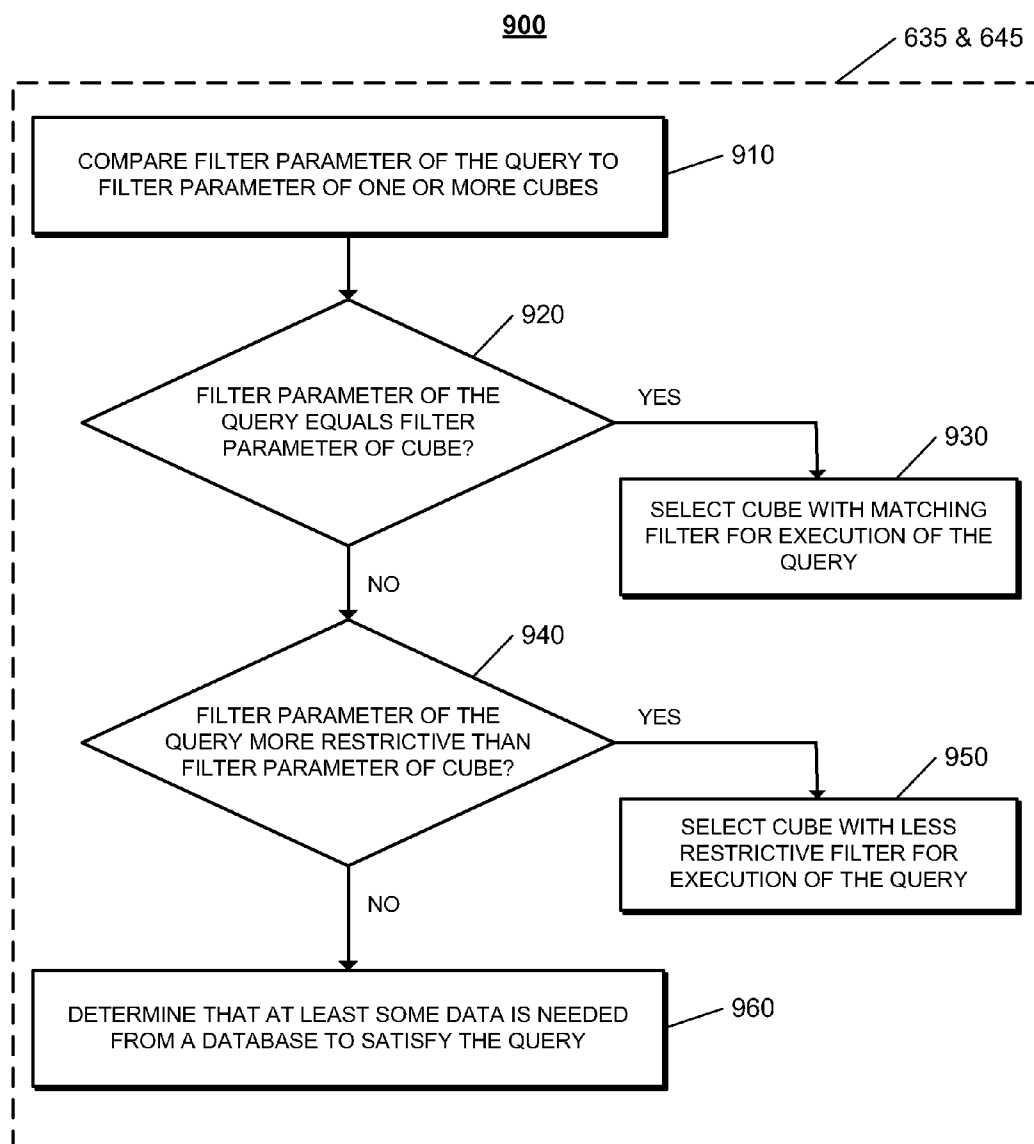 900
635 & 645
COMPARE FILTER PARAMETER OF THE QUERY TO
FILTER PARAMETER OF ONE OR MORE CUBES
910
920
FILTER PARAMETER OF THE
QUERY EQUALS FILTER
PARAMETER OF CUBE?
YES
930
SELECT CUBE WITH MATCHING
FILTER FOR EXECUTION OF THE
QUERY
NO
940
FILTER PARAMETER OF THE
QUERY MORE RESTRICTIVE THAN
FILTER PARAMETER OF CUBE?
YES
950
SELECT CUBE WITH LESS
RESTRICTIVE FILTER FOR
EXECUTION OF THE QUERY
NO
DETERMINE THAT AT LEAST SOME DATA IS NEEDED
FROM A DATABASE TO SATISFY THE QUERY
960